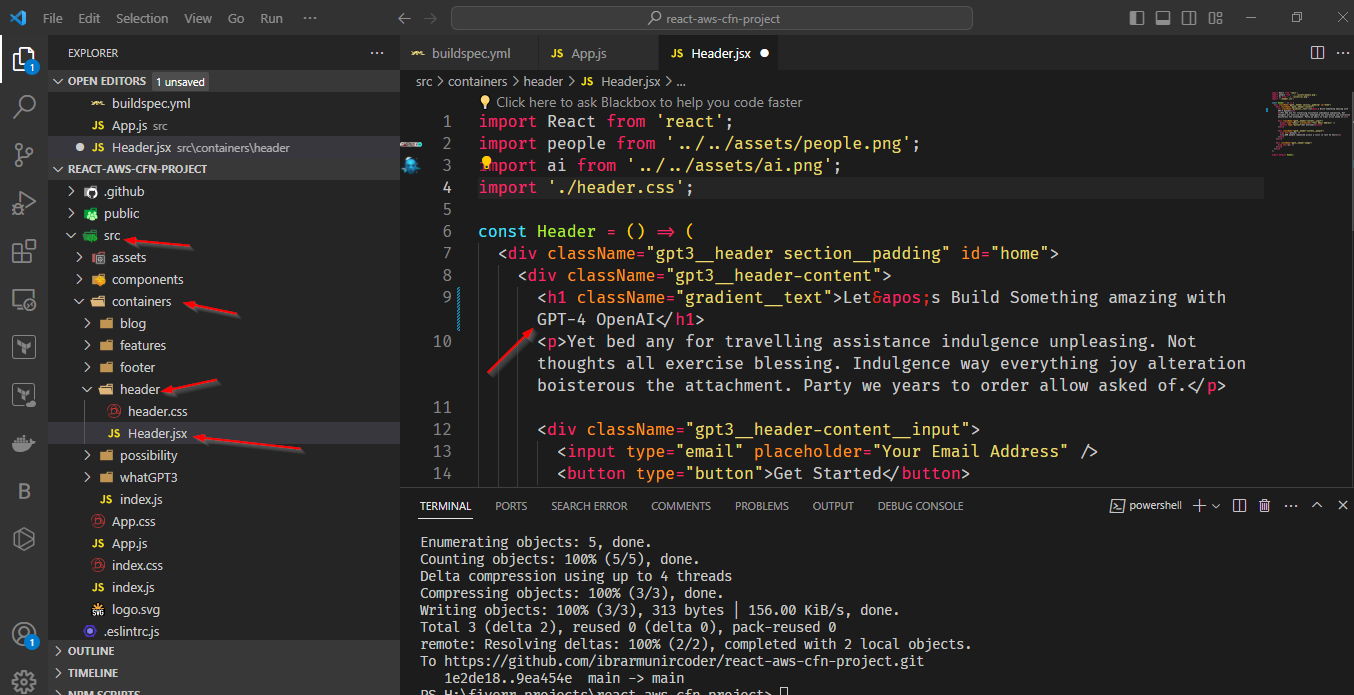 File Edit Selection View Go Run ···
react-aws-cfn-project
EXPLORER
OPEN EDITORS 1 unsaved
buildspec.yml
JS App.js src
JS Header.jsx src\containers\header
REACT-AWS-CFN-PROJECT
.github
public
src
assets
components
containers
blog
features
footer
header
header.css
JS Header.jsx
possibility
whatGPT3
JS index.js
App.css
JS App.js
index.css
JS index.js
logo.svg
.eslintrc.js
OUTLINE
TIMELINE
NPM SCRIPTS
1
B
1
buildspec.yml JS App.js JS Header.jsx
src > containers > header > JS Header.jsx > ...
Click here to ask Blackbox to help you code faster
1 import React from 'react';
2 import people from '../../assets/people.png';
3 import ai from '../../assets/ai.png';
4 import './header.css';
5
6 const Header = () => (
7 <div className="gpt3__header section__padding" id="home">
8 <div className="gpt3__header-content">
9 <h1 className="gradient__text">Let&apos;s Build Something amazing with
GPT-4 OpenAI</h1>
10 <p>Yet bed any for travelling assistance indulgence unpleasing. Not
thoughts all exercise blessing. Indulgence way everything joy alteration
boisterous the attachment. Party we years to order allow asked of.</p>
11
12 <div className="gpt3__header-content__input">
13 <input type="email" placeholder="Your Email Address" />
14 <button type="button">Get Started</button>
TERMINAL PORTS SEARCH ERROR COMMENTS PROBLEMS OUTPUT DEBUG CONSOLE powershell
Enumerating objects: 5, done.
Counting objects: 100% (5/5), done.
Delta compression using up to 4 threads
Compressing objects: 100% (3/3), done.
Writing objects: 100% (3/3), 313 bytes | 156.00 KiB/s, done.
Total 3 (delta 2), reused 0 (delta 0), pack-reused 0
remote: Resolving deltas: 100% (2/2), completed with 2 local objects.
To https://github.com/ibrarmunircoder/react-aws-cfn-project.git
1e2de18..9ea454e main -> main
PS H:\fiverr projects\react-aws-cfn-project>